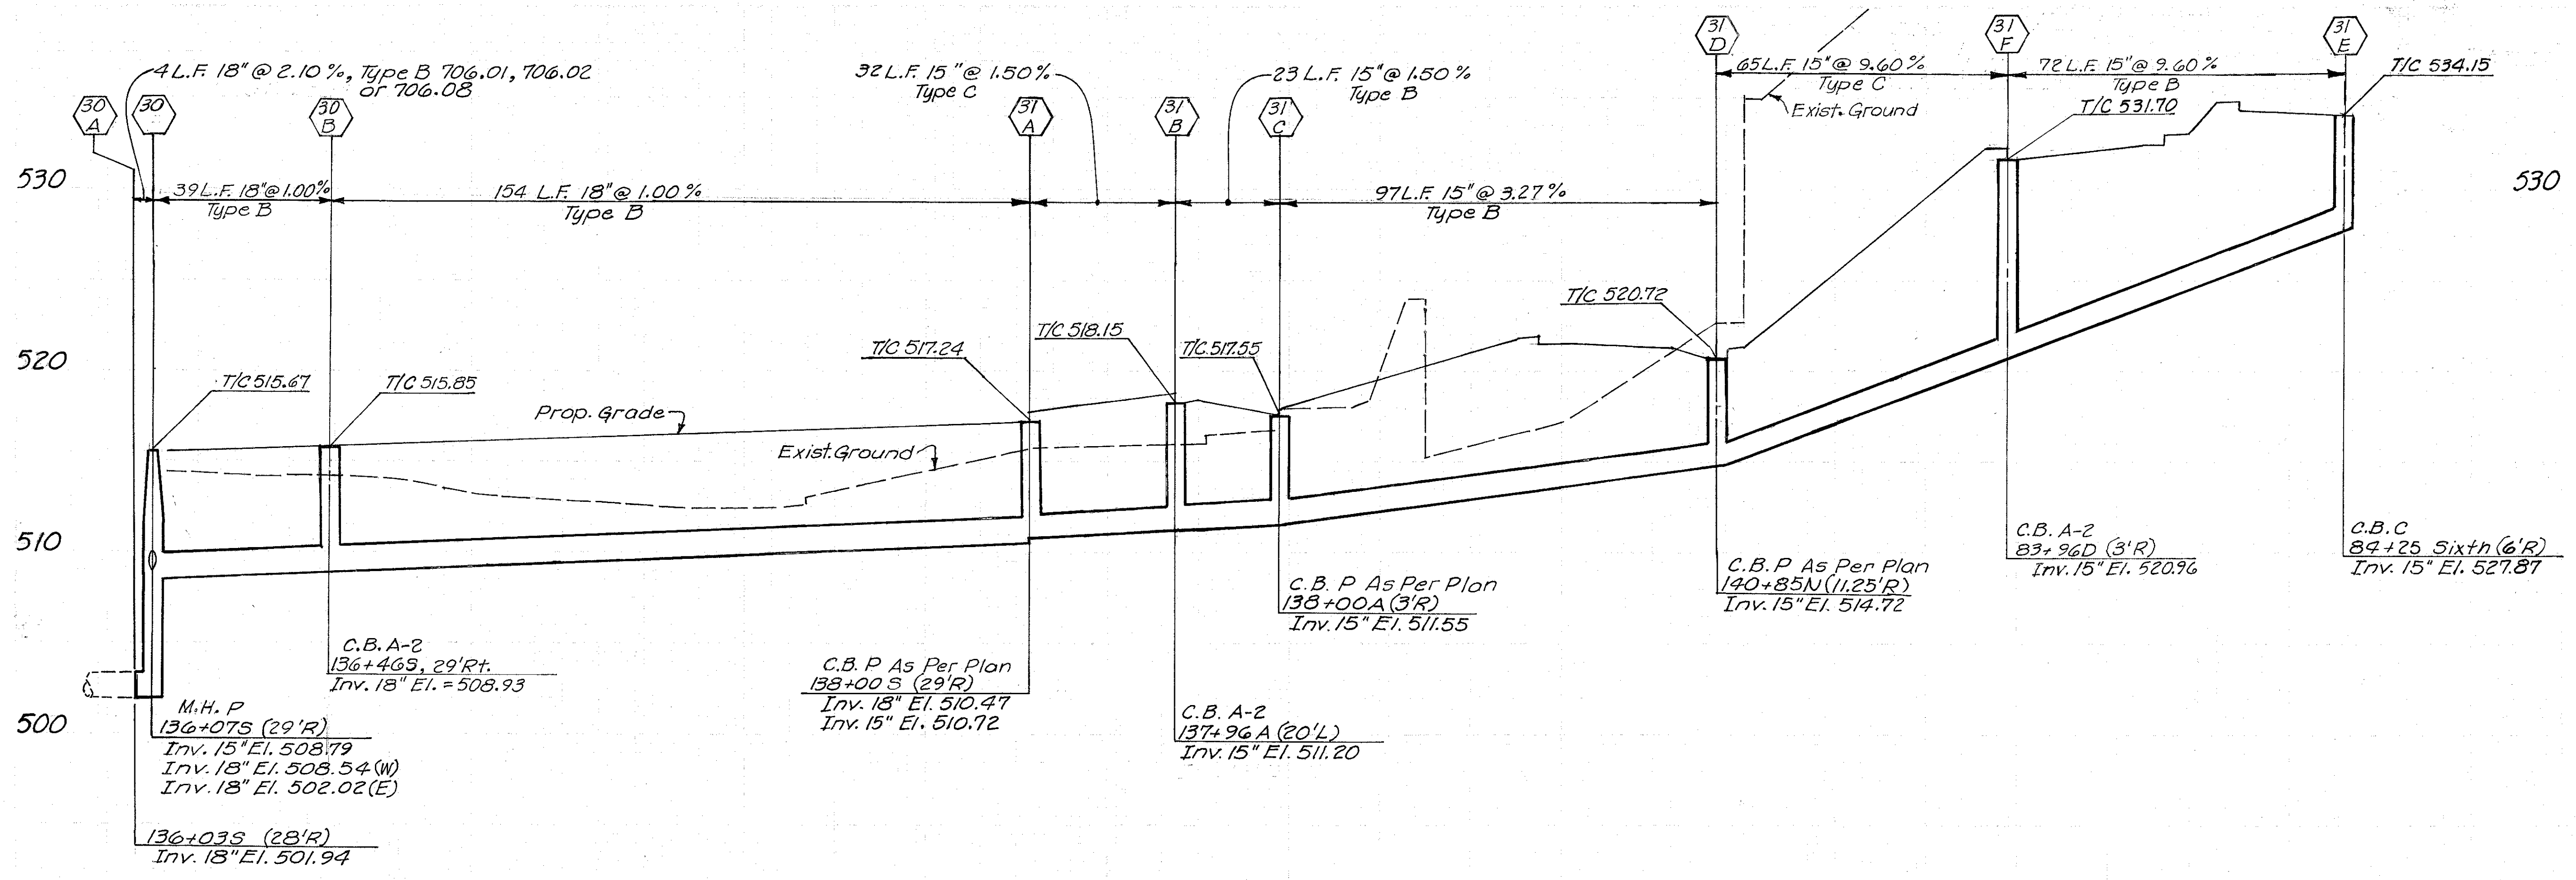 31
D
31
F
31
E
4 L.F. 18" @ 2.10 %, Type B 706.01, 706.02
or 706.08
32 L.F. 15" @ 1.50 %
Type C
23 L.F. 15" @ 1.50 %
Type B
65 L.F. 15" @ 9.60 %
Type C
72 L.F. 15" @ 9.60 %
Type B
T/C 534.15
30
A
30
30
B
31
A
31
B
31
C
Exist. Ground
T/C 531.70
530
39 L.F. 18" @ 1.00%
Type B
154 L.F. 18" @ 1.00 %
Type B
97 L.F. 15" @ 3.27 %
Type B
530
T/C 520.72
T/C 518.15
T/C 517.24
T/C 517.55
520
T/C 515.67
T/C 515.85
Prop. Grade
Exist. Ground
510
C.B. A-2
83+96D (3'R)
Inv. 15" El. 520.96
C.B.C
84+25 Sixth (6'R)
Inv. 15" El. 527.87
C.B. P As Per Plan
140+85N (11.25'R)
Inv. 15" El. 514.72
C.B. P As Per Plan
138+00A (3'R)
Inv. 15" El. 511.55
C.B. A-2
136+46S, 29'Rt.
Inv. 18" El. = 508.93
C.B. P As Per Plan
138+00 S (29'R)
Inv. 18" El. 510.47
Inv. 15" El. 510.72
C.B. A-2
137+96 A (20'L)
Inv. 15" El. 511.20
500
M.H. P
136+07S (29'R)
Inv. 15" El. 508.79
Inv. 18" El. 508.54 (W)
Inv. 18" El. 502.02 (E)
136+03S (28'R)
Inv. 18" El. 501.94